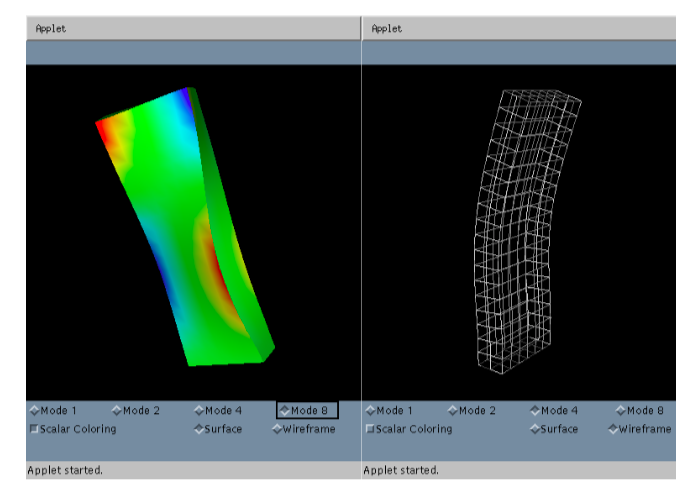 Applet Applet
Mode 1 Mode 2 Mode 4 Mode 8 Mode 1 Mode 2 Mode 4 Mode 8
Scalar Coloring Surface Wireframe Scalar Coloring Surface Wireframe
Applet started. Applet started.